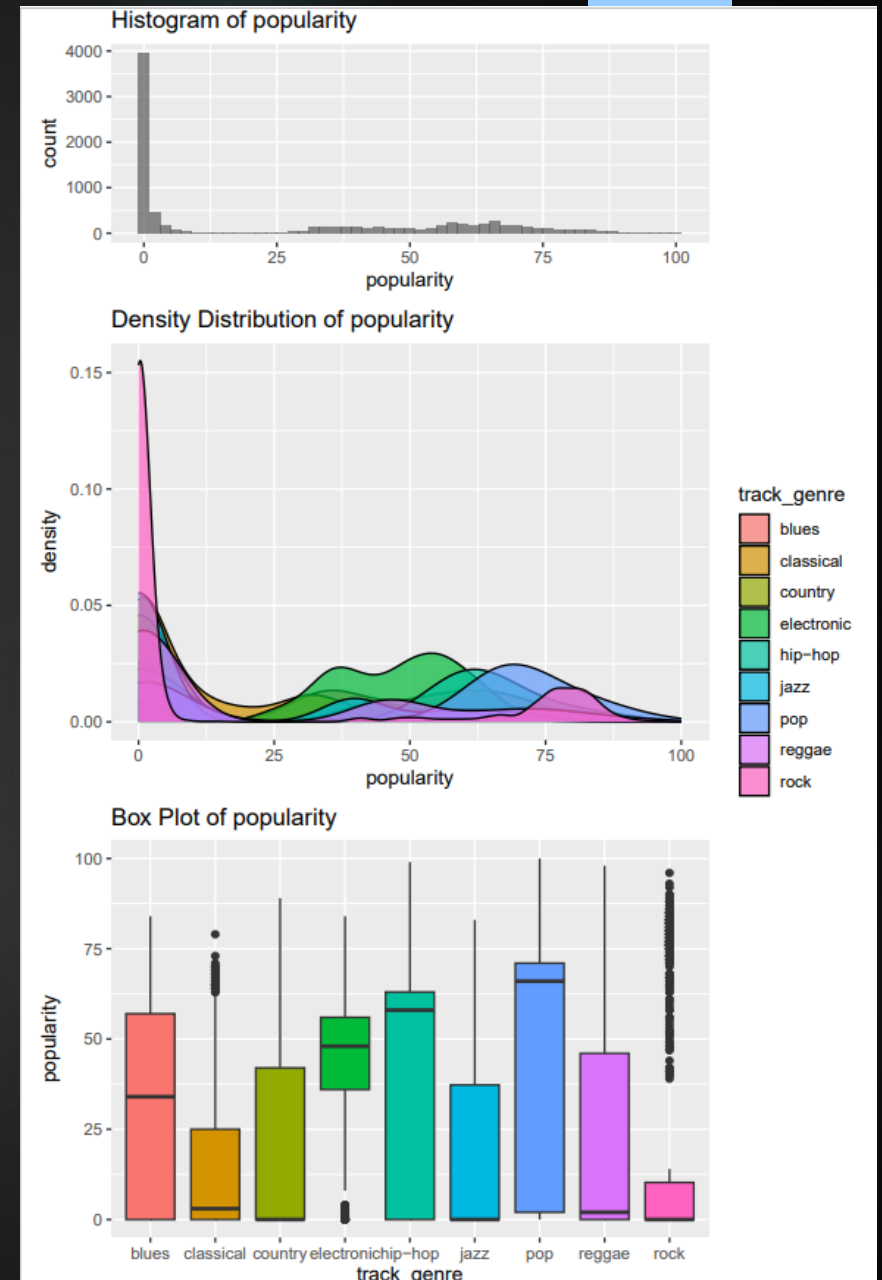 Histogram of popularity
4000
3000
2000
1000
0
count
0 25 50 75 100
popularity
Density Distribution of popularity
0.15
0.10
0.05
0.00
density
0 25 50 75 100
popularity
track_genre
blues
classical
country
electronic
hip-hop
jazz
pop
reggae
rock
Box Plot of popularity
100
75
50
25
0
popularity
blues classical country electronic hip-hop jazz pop reggae rock
track_genre